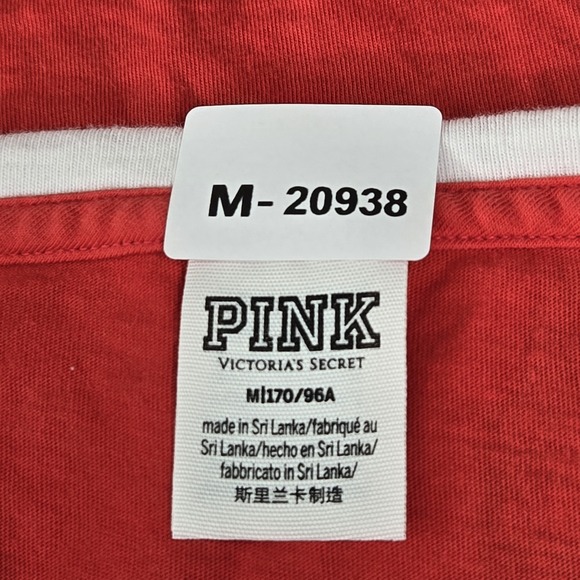 M-20938
PINK
VICTORIA'S SECRET
M|170/96A
made in Sri Lanka/fabriqué au
Sri Lanka/hecho en Sri Lanka/
fabbricato in Sri Lanka/
斯里兰卡制造